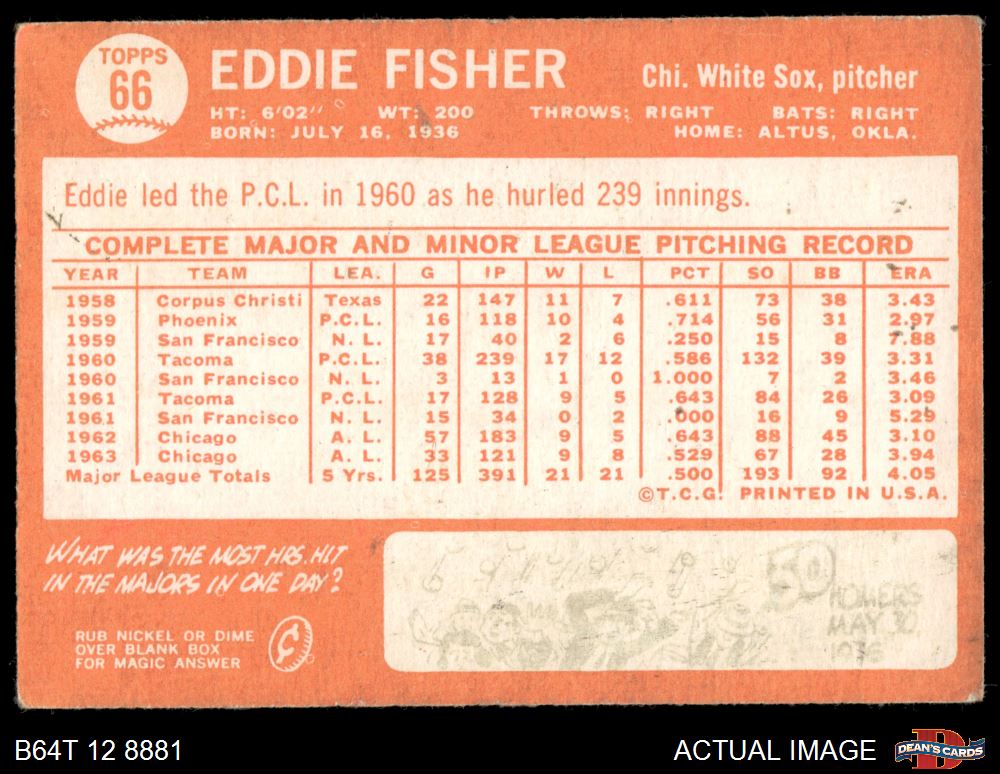 TOPPS
66
EDDIE FISHER
Chi. White Sox, pitcher
HT: 6'02" WT: 200 THROWS: RIGHT BATS: RIGHT
BORN: JULY 16, 1936 HOME: ALTUS, OKLA.
Eddie led the P.C.L. in 1960 as he hurled 239 innings.
COMPLETE MAJOR AND MINOR LEAGUE PITCHING RECORD
YEAR TEAM LEA. G IP W L PCT SO BB ERA
1958 Corpus Christi Texas 22 147 11 7 .611 73 38 3.43
1959 Phoenix P.C.L. 16 118 10 4 .714 56 31 2.97
1959 San Francisco N. L. 17 40 2 6 .250 15 8 7.88
1960 Tacoma P.C.L. 38 239 17 12 .586 132 39 3.31
1960 San Francisco N. L. 3 13 1 0 1.000 7 2 3.46
1961 Tacoma P.C.L. 17 128 9 5 .643 84 26 3.09
1961 San Francisco N. L. 15 34 0 2 .000 16 9 5.29
1962 Chicago A. L. 57 183 9 5 .643 88 45 3.10
1963 Chicago A. L. 33 121 9 8 .529 67 28 3.94
Major League Totals 5 Yrs. 125 391 21 21 .500 193 92 4.05
©T.C.G. PRINTED IN U.S.A.
WHAT WAS THE MOST HRS. HIT
IN THE MAJORS IN ONE DAY?
RUB NICKEL OR DIME
OVER BLANK BOX
FOR MAGIC ANSWER
50
HOMERS
MAY 30
1936
B64T 12 8881
ACTUAL IMAGE
DEAN'S CARDS